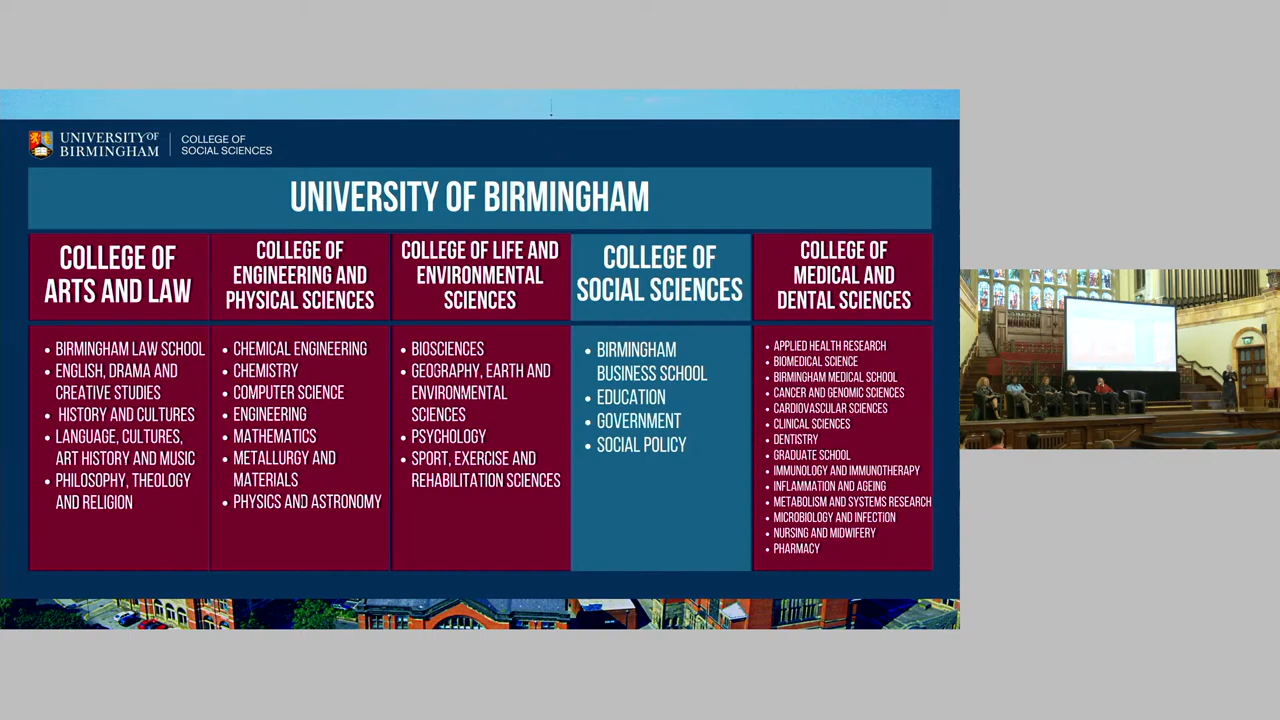 UNIVERSITY OF
BIRMINGHAM
COLLEGE OF
SOCIAL SCIENCES
UNIVERSITY OF BIRMINGHAM
COLLEGE OF
ARTS AND LAW
• BIRMINGHAM LAW SCHOOL
• ENGLISH, DRAMA AND
CREATIVE STUDIES
• HISTORY AND CULTURES
• LANGUAGE, CULTURES,
ART HISTORY AND MUSIC
• PHILOSOPHY, THEOLOGY
AND RELIGION
COLLEGE OF
ENGINEERING AND
PHYSICAL SCIENCES
• CHEMICAL ENGINEERING
• CHEMISTRY
• COMPUTER SCIENCE
• ENGINEERING
• MATHEMATICS
• METALLURGY AND
MATERIALS
• PHYSICS AND ASTRONOMY
COLLEGE OF LIFE AND
ENVIRONMENTAL
SCIENCES
• BIOSCIENCES
• GEOGRAPHY, EARTH AND
ENVIRONMENTAL
SCIENCES
• PSYCHOLOGY
• SPORT, EXERCISE AND
REHABILITATION SCIENCES
COLLEGE OF
SOCIAL SCIENCES
• BIRMINGHAM
BUSINESS SCHOOL
• EDUCATION
• GOVERNMENT
• SOCIAL POLICY
COLLEGE OF
MEDICAL AND
DENTAL SCIENCES
• APPLIED HEALTH RESEARCH
• BIOMEDICAL SCIENCE
• BIRMINGHAM MEDICAL SCHOOL
• CANCER AND GENOMIC SCIENCES
• CARDIOVASCULAR SCIENCES
• CLINICAL SCIENCES
• DENTISTRY
• GRADUATE SCHOOL
• IMMUNOLOGY AND IMMUNOTHERAPY
• INFLAMMATION AND AGEING
• METABOLISM AND SYSTEMS RESEARCH
• MICROBIOLOGY AND INFECTION
• NURSING AND MIDWIFERY
• PHARMACY